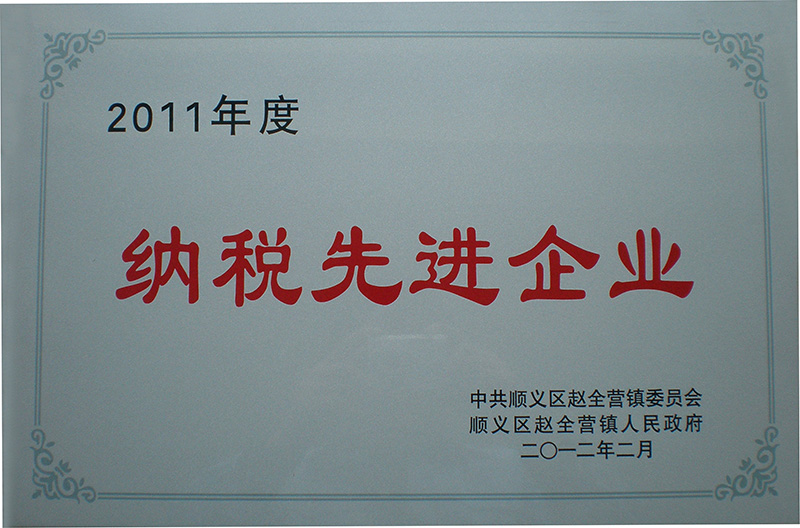 2011年度
纳税先进企业
中共顺义区赵全营镇委员会
顺义区赵全营镇人民政府
二〇一二年二月